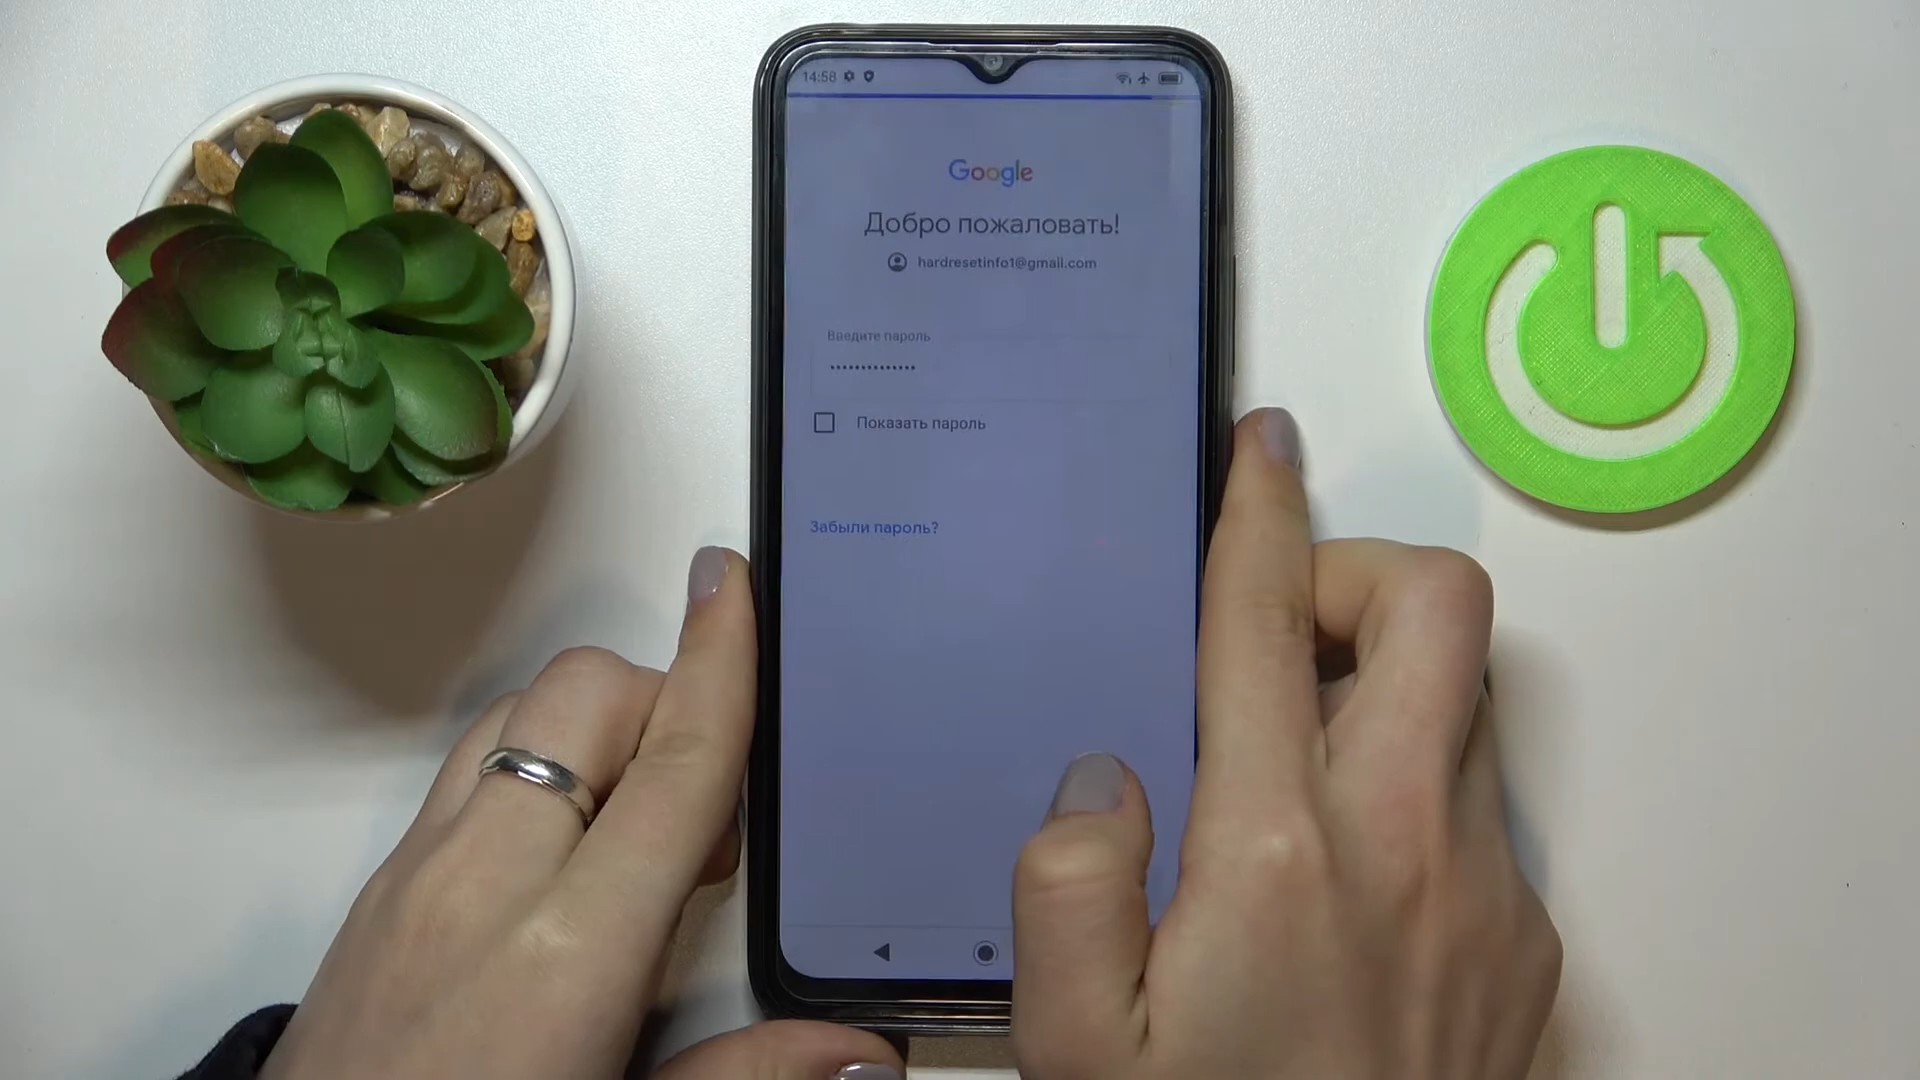 14:58
Google
Добро пожаловать!
hardresetinfo1@gmail.com
Введите пароль
••••••••••••••
Показать пароль
Забыли пароль?